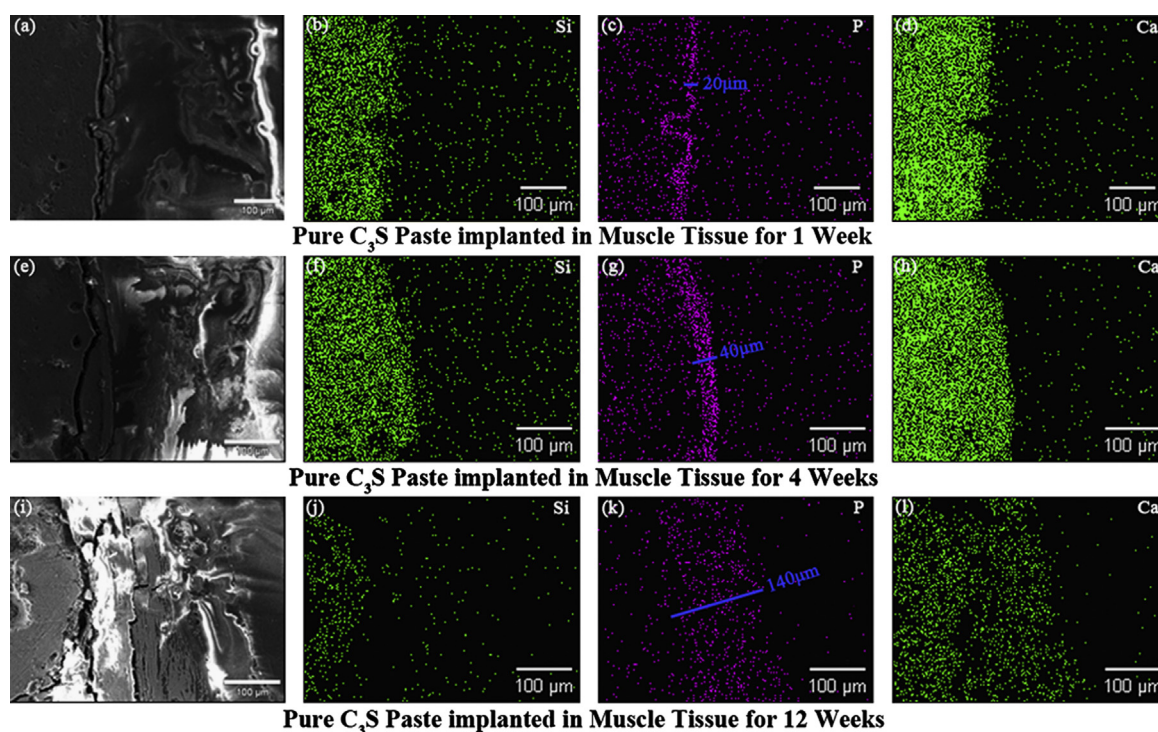 (a) (b) Si (c) P (d) Ca
20μm
100 μm 100 μm 100 μm 100 μm
Pure C₃S Paste implanted in Muscle Tissue for 1 Week
(e) (f) Si (g) P (h) Ca
40μm
100 μm 100 μm 100 μm 100 μm
Pure C₃S Paste implanted in Muscle Tissue for 4 Weeks
(i) (j) Si (k) P (l) Ca
140μm
100 μm 100 μm 100 μm 100 μm
Pure C₃S Paste implanted in Muscle Tissue for 12 Weeks